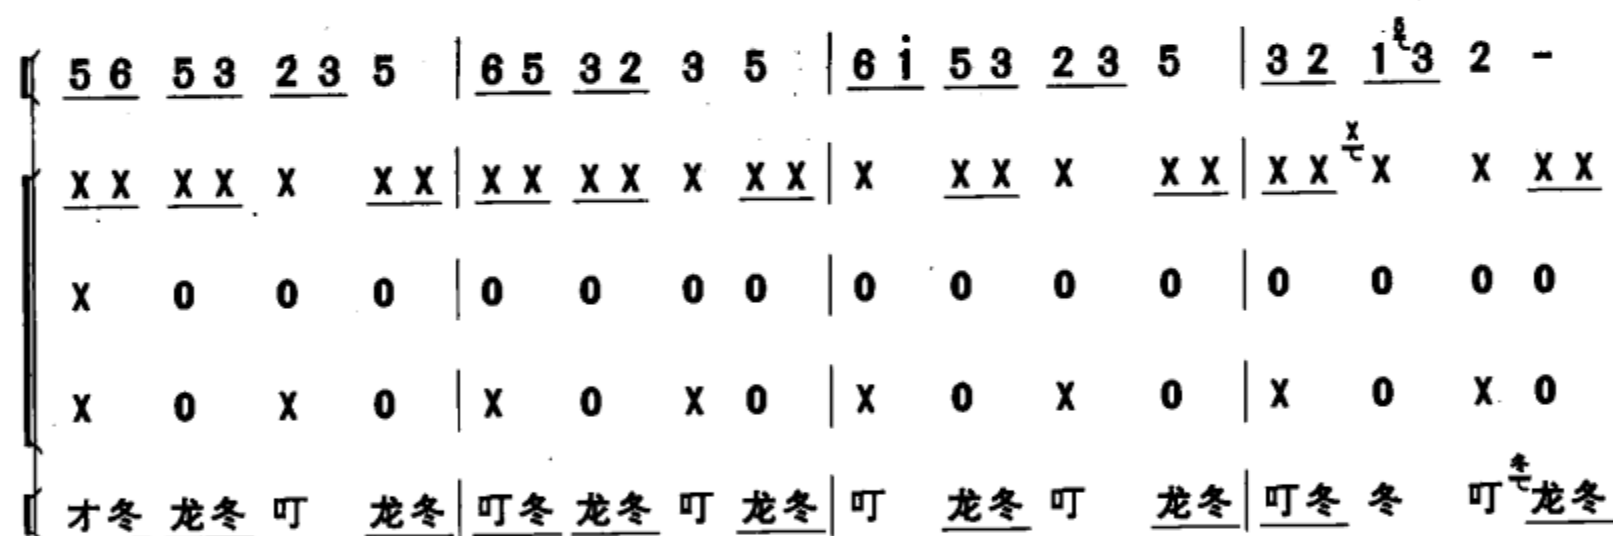 5 6 5 3 2 3 5 | 6 5 3 2 3 5 | 6 i 5 3 2 3 5 | 3 2 1 5 3 2 -
X X X X X X X | X X X X X X X | X X X X X X | X X X X X X X
X 0 0 0 | 0 0 0 0 | 0 0 0 0 | 0 0 0 0
X 0 X 0 | X 0 X 0 | X 0 X 0 | X 0 X 0
才冬 龙冬 叮 龙冬 | 叮冬 龙冬 叮 龙冬 | 叮 龙冬 叮 龙冬 | 叮冬 冬 叮 冬 龙冬